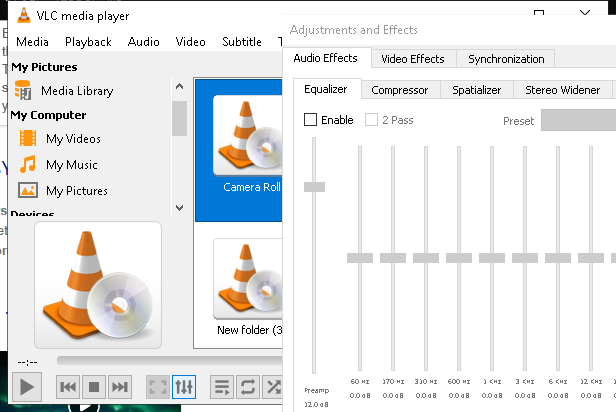 VLC media player
Media Playback Audio Video Subtitle
My Pictures
Media Library
My Computer
My Videos
My Music
My Pictures
Devices
Camera Roll
New folder (3
--:--
Adjustments and Effects
Audio Effects Video Effects Synchronization
Equalizer Compressor Spatializer Stereo Widener
Enable 2 Pass Preset
60 Hz 170 Hz 310 Hz 600 Hz 1 KHz 3 KHz 6 KHz 12 KHz
Preamp 0.0 dB 0.0 dB 0.0 dB 0.0 dB 0.0 dB 0.0 dB 0.0 dB 0.0 dB
12.0 dB